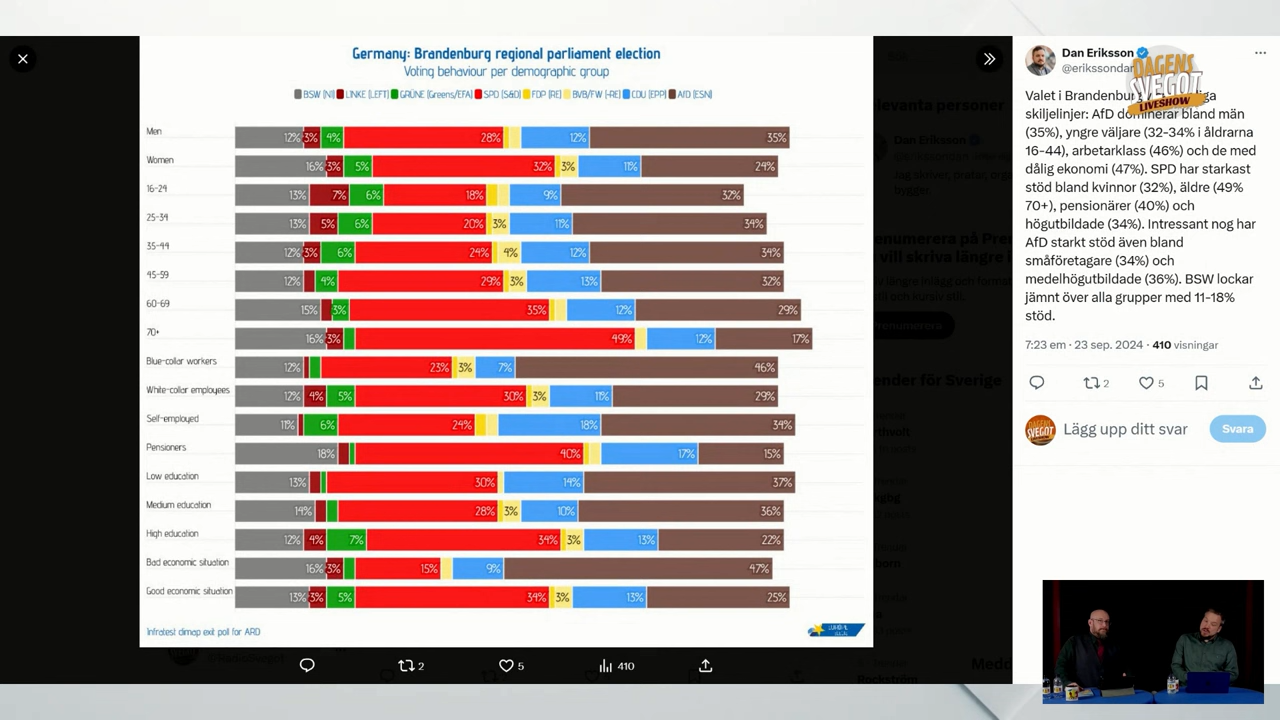 Germany: Brandenburg regional parliament election
Voting behaviour per demographic group
BSW (NI) LINKE (LEFT) GRÜNE (Greens/EFA) SPD (S&D) FDP (RE) BVB/FW (~RE) CDU (EPP) AfD (ESN)
Men 12% 3% 4% 28% 12% 35%
Women 16% 3% 5% 32% 3% 11% 24%
16-24 13% 7% 6% 18% 9% 32%
25-34 13% 5% 6% 20% 3% 11% 34%
35-44 12% 3% 6% 24% 4% 12% 34%
45-59 12% 4% 29% 3% 13% 32%
60-69 15% 3% 35% 12% 29%
70+ 16% 3% 49% 12% 17%
Blue-collar workers 12% 23% 3% 7% 46%
White-collar employees 12% 4% 5% 30% 3% 11% 29%
Self-employed 11% 6% 24% 18% 34%
Pensioners 18% 40% 17% 15%
Low education 13% 30% 14% 37%
Medium education 14% 28% 3% 10% 36%
High education 12% 4% 7% 34% 3% 13% 22%
Bad economic situation 16% 3% 15% 9% 47%
Good economic situation 13% 3% 5% 34% 3% 13% 25%
Infratest dimap exit poll for ARD
2 5 410
Dan Eriksson
@erikssondan
DAGENS
SVEGOT
LIVESHOW
Valet i Brandenburg
skiljelinjer: AfD dominerar bland män
(35%), yngre väljare (32-34% i åldrarna
16-44), arbetarklass (46%) och de med
dålig ekonomi (47%). SPD har starkast
stöd bland kvinnor (32%), äldre (49%
70+), pensionärer (40%) och
högutbildade (34%). Intressant nog har
AfD starkt stöd även bland
småföretagare (34%) och
medelhögutbildade (36%). BSW lockar
jämnt över alla grupper med 11-18%
stöd.
7:23 em · 23 sep. 2024 · 410 visningar
2 5
DAGENS SVEGOT
Lägg upp ditt svar
Svara